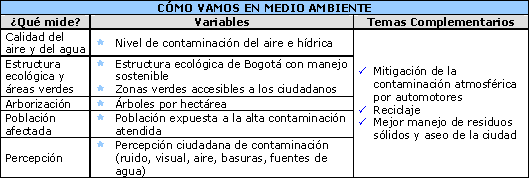 CÓMO VAMOS EN MEDIO AMBIENTE
¿Qué mide?
Variables
Temas Complementarios
Calidad del
aire y del agua
Nivel de contaminación del aire e hídrica
Estructura
ecológica y
áreas verdes
Estructura ecológica de Bogotá con manejo
sostenible
Zonas verdes accesibles a los ciudadanos
Arborización
Árboles por hectárea
Población
afectada
Población expuesta a la alta contaminación
atendida
Percepción
Percepción ciudadana de contaminación
(ruido, visual, aire, basuras, fuentes de
agua)
Mitigación de la
contaminación atmosférica
por automotores
Reciclaje
Mejor manejo de residuos
sólidos y aseo de la ciudad